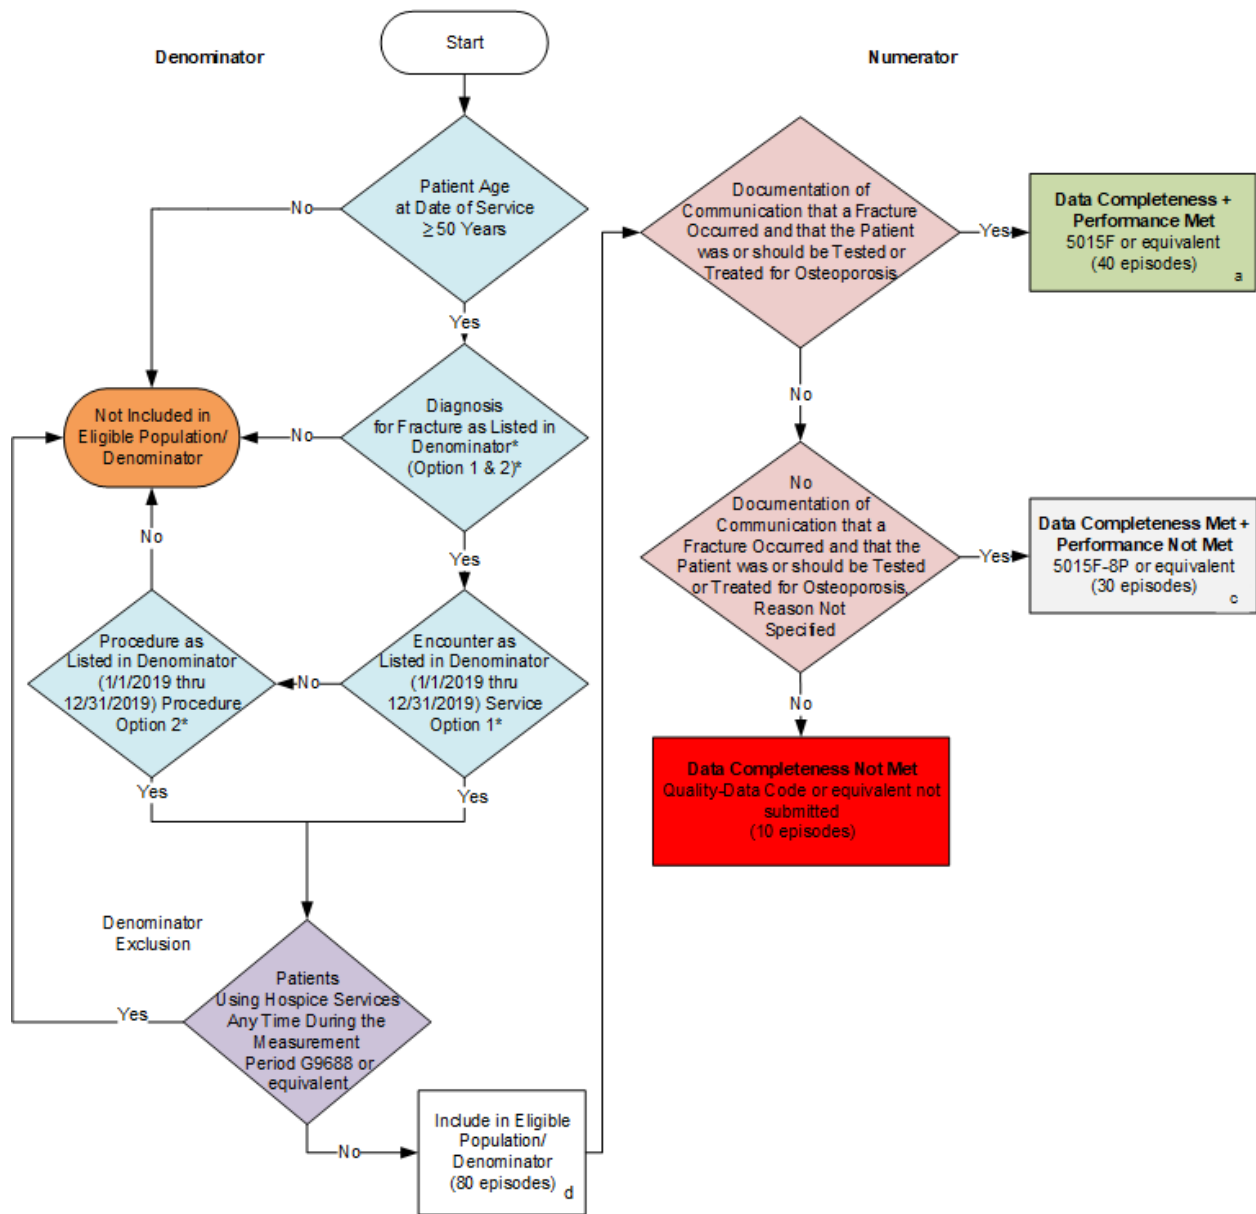 Start
Denominator
Numerator
Patient Age
at Date of Service
≥ 50 Years
No
Yes
Diagnosis
for Fracture as Listed in
Denominator*
(Option 1 & 2)*
No
Not Included in
Eligible Population/
Denominator
Yes
No
Encounter as
Listed in Denominator
(1/1/2019 thru
12/31/2019) Service
Option 1*
No
Procedure as
Listed in Denominator
(1/1/2019 thru
12/31/2019) Procedure
Option 2*
Yes
Yes
Denominator
Exclusion
Patients
Using Hospice Services
Any Time During the
Measurement
Period G9688 or
equivalent
Yes
No
Include in Eligible
Population/
Denominator
(80 episodes)
d
Documentation of
Communication that a Fracture
Occurred and that the Patient
was or should be Tested or
Treated for Osteoporosis
Yes
Data Completeness +
Performance Met
5015F or equivalent
(40 episodes)
a
No
No
Documentation of
Communication that a
Fracture Occurred and that the
Patient was or should be Tested
or Treated for Osteoporosis,
Reason Not
Specified
Yes
Data Completeness Met +
Performance Not Met
5015F-8P or equivalent
(30 episodes)
c
No
Data Completeness Not Met
Quality-Data Code or equivalent not
submitted
(10 episodes)